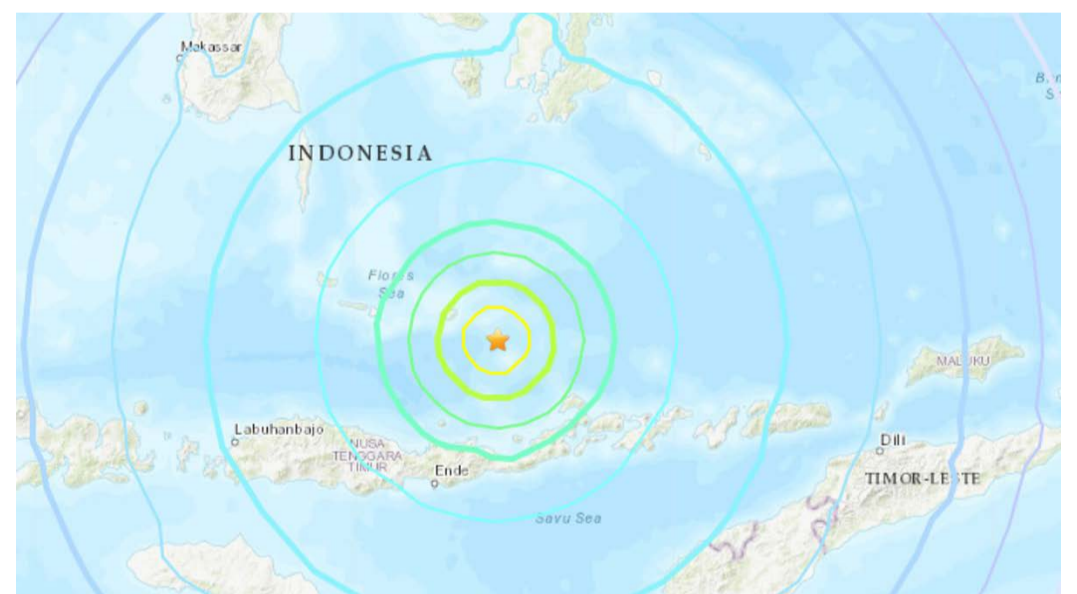 Makassar
INDONESIA
Flores
Sea
MALUKU
Labuhanbajo
NUSA
TENGGARA
TIMUR
Ende
Dili
TIMOR-LESTE
Savu Sea